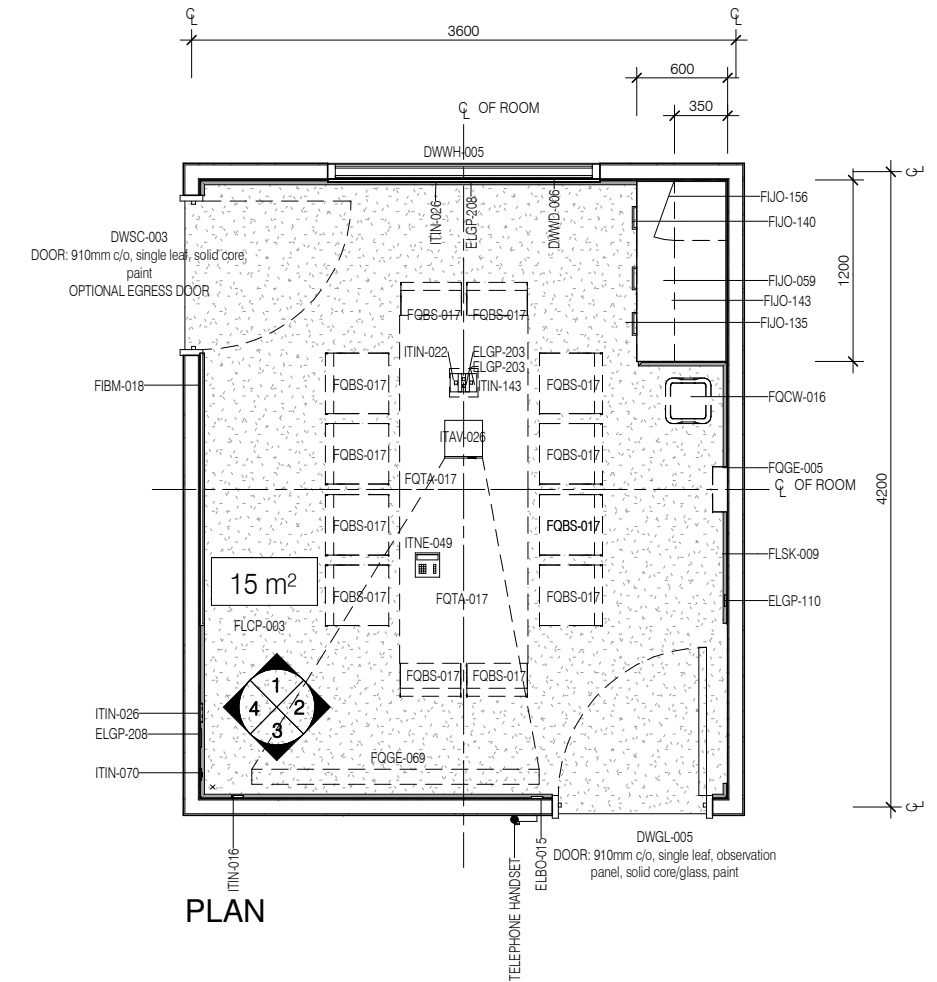 ℄ ℄
3600
600
350
℄ OF ROOM
DWWH-005
℄
ITIN-026
ELGP-208
DWWD-006
FIJO-156
FIJO-140
DWSC-003
DOOR: 910mm c/o, single leaf, solid core,
paint
OPTIONAL EGRESS DOOR
1200
FIJO-059
FIJO-143
FIJO-135
FQBS-017 FQBS-017
ITIN-022 ELGP-203
ELGP-203
ITIN-143
FIBM-018
FQBS-017 FQBS-017
FQCW-016
ITAV-026
FQBS-017 FQBS-017
FQGE-005
FQTA-017
℄ OF ROOM
4200
FQBS-017 FQBS-017
ITNE-049
FLSK-009
15 m²
FQBS-017 FQTA-017 FQBS-017
ELGP-110
FLCP-003
FQBS-017 FQBS-017
1
4 2
3
ITIN-026
ELGP-208
FQGE-069
ITIN-070
×
℄
ITIN-016
TELEPHONE HANDSET
ELBO-015
DWGL-005
DOOR: 910mm c/o, single leaf, observation
panel, solid core/glass, paint
PLAN